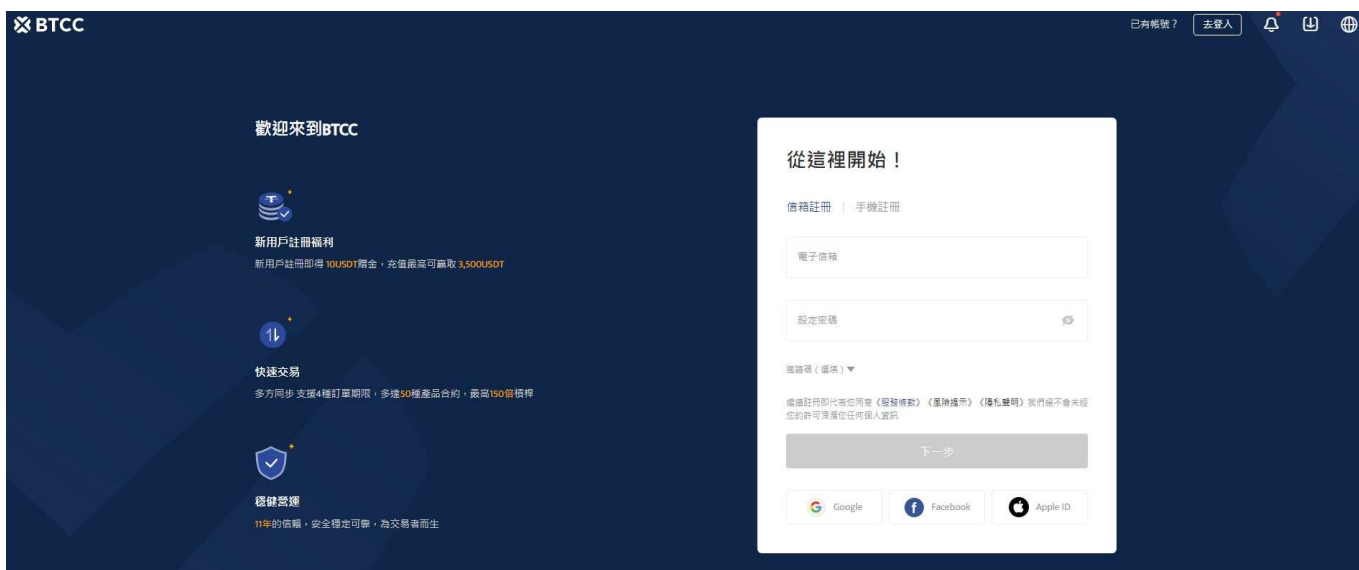 BTCC
已有帳號？ 去登入
歡迎來到BTCC
新用戶註冊福利
新用戶註冊即得 10USDT贈金，充值最高可贏取 3,500USDT
快速交易
多方同步 支援4種訂單期限，多達50種產品合約，最高150倍槓桿
穩健營運
11年的信賴，安全穩定可靠，為交易者而生
從這裡開始！
信箱註冊 | 手機註冊
電子信箱
設定密碼
邀請碼（選填）▼
繼續註冊即代表您同意《服務條款》《風險提示》《隱私聲明》我們絕不會未經
您的許可洩漏您任何個人資訊
下一步
Google Facebook Apple ID